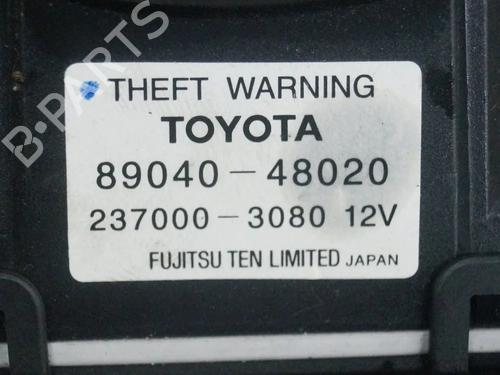 B-PARTS
THEFT WARNING
TOYOTA
89040-48020
237000-3080 12V
FUJITSU TEN LIMITED JAPAN